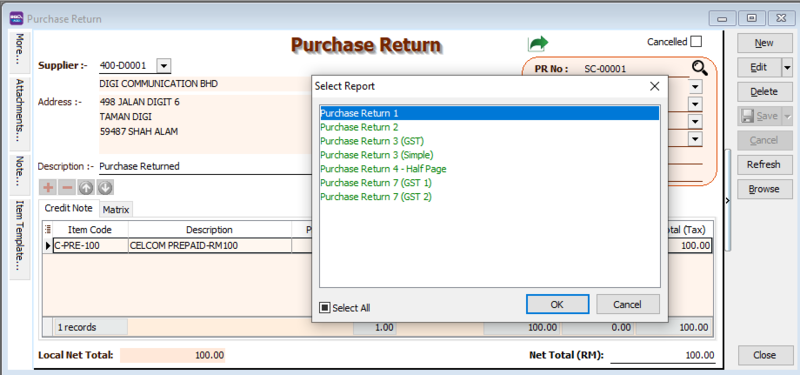 Purchase Return
More...
Attachments...
Note...
Item Template...
Purchase Return
Cancelled
Supplier :- 400-D0001
PR No : SC-00001
DIGI COMMUNICATION BHD
Address :- 498 JALAN DIGIT 6
TAMAN DIGI
59487 SHAH ALAM
Description :- Purchase Returned
Credit Note Matrix
Item Code Description P tal (Tax)
C-PRE-100 CELCOM PREPAID-RM100 100.00
1 records 1.00 100.00 0.00 100.00
Local Net Total: 100.00 Net Total (RM): 100.00
Select Report
Purchase Return 1
Purchase Return 2
Purchase Return 3 (GST)
Purchase Return 3 (Simple)
Purchase Return 4 - Half Page
Purchase Return 7 (GST 1)
Purchase Return 7 (GST 2)
Select All OK Cancel
New
Edit
Delete
Save
Cancel
Refresh
Browse
Close